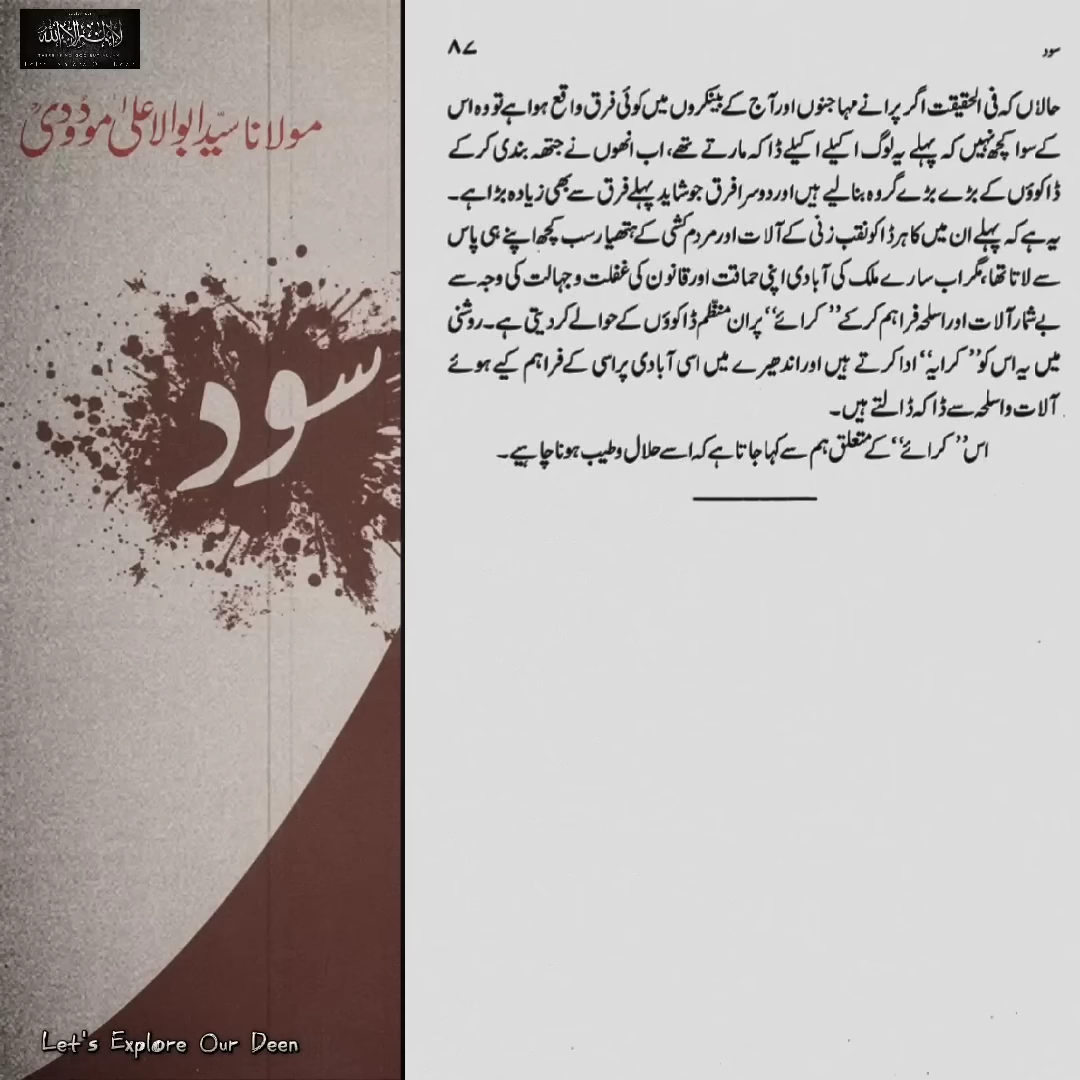 لا إله إلا الله
مولانا سیّد ابوالاعلیٰ مودودیؒ
سود
Let's Explore Our Deen
سود
۸۷
حالاں کہ فی الحقیقت اگر پرانے مہاجنوں اور آج کے بینکروں میں کوئی فرق واقع ہوا ہے تو وہ اس
کے سوا کچھ نہیں کہ پہلے یہ لوگ اکیلے اکیلے ڈاکہ مارتے تھے، اب انھوں نے جتھہ بندی کرکے
ڈاکوؤں کے بڑے بڑے گروہ بنا لیے ہیں اور دوسرا فرق جو شاید پہلے فرق سے بھی زیادہ بڑا ہے۔
یہ ہے کہ پہلے ان میں کا ہر ڈاکو نقب زنی کے آلات اور مردم کشی کے ہتھیار سب کچھ اپنے ہی پاس
سے لاتا تھا، مگر اب سارے ملک کی آبادی اپنی حماقت اور قانون کی غفلت و جہالت کی وجہ سے
بے شمار آلات اور اسلحہ فراہم کرکے ’’کرائے‘‘ پر ان منظّم ڈاکوؤں کے حوالے کر دیتی ہے۔ روشنی
میں یہ اس کو ’’کرایہ‘‘ ادا کرتے ہیں اور اندھیرے میں اسی آبادی پر اسی کے فراہم کیے ہوئے
آلات و اسلحہ سے ڈاکہ ڈالتے ہیں۔
اس ’’کرائے‘‘ کے متعلق ہم سے کہا جاتا ہے کہ اسے حلال و طیب ہونا چاہیے۔